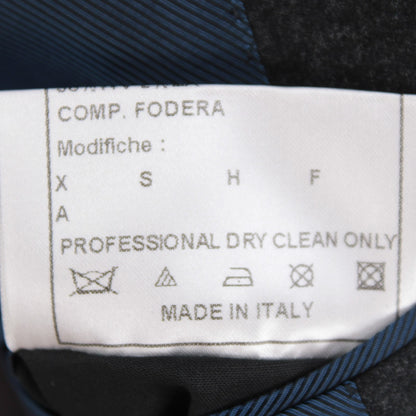 COMP. FODERA
Modifiche :
X S H F
A
PROFESSIONAL DRY CLEAN ONLY
MADE IN ITALY